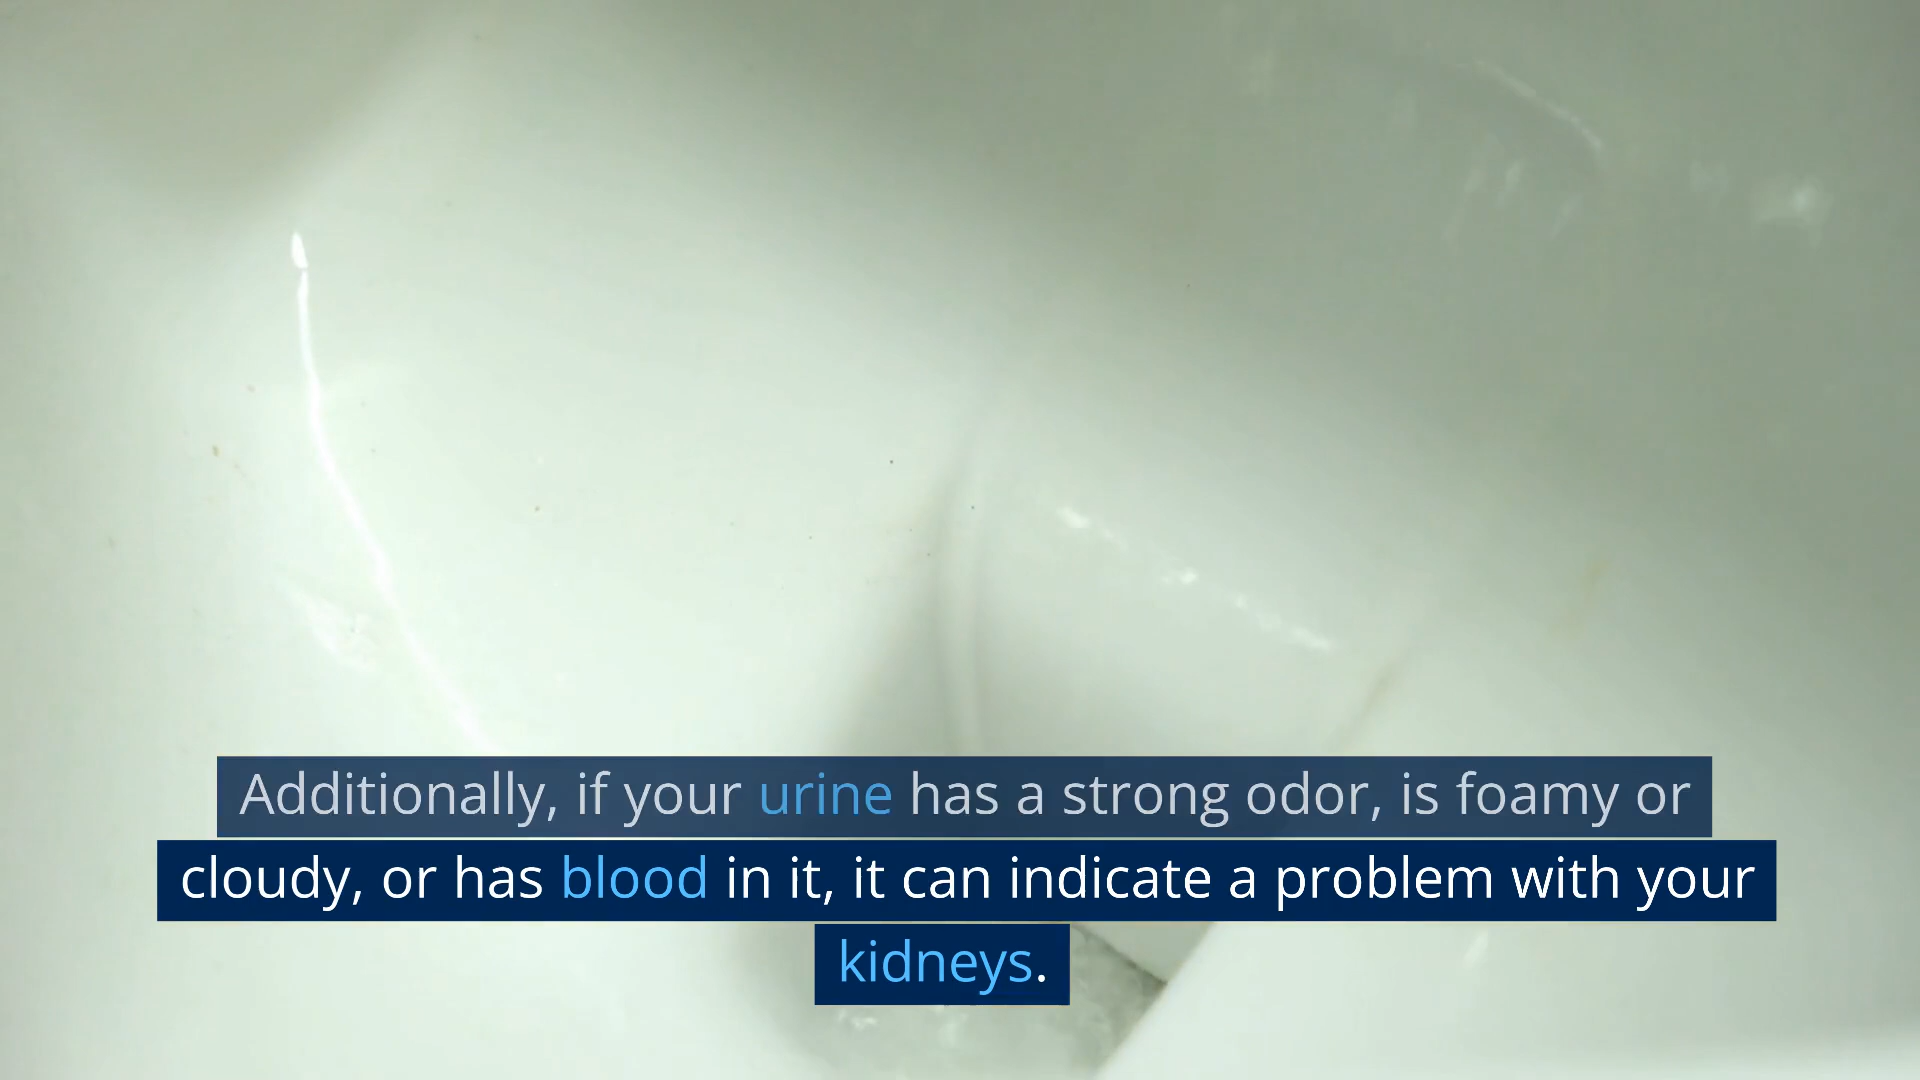 Additionally, if your urine has a strong odor, is foamy or
cloudy, or has blood in it, it can indicate a problem with your
kidneys.